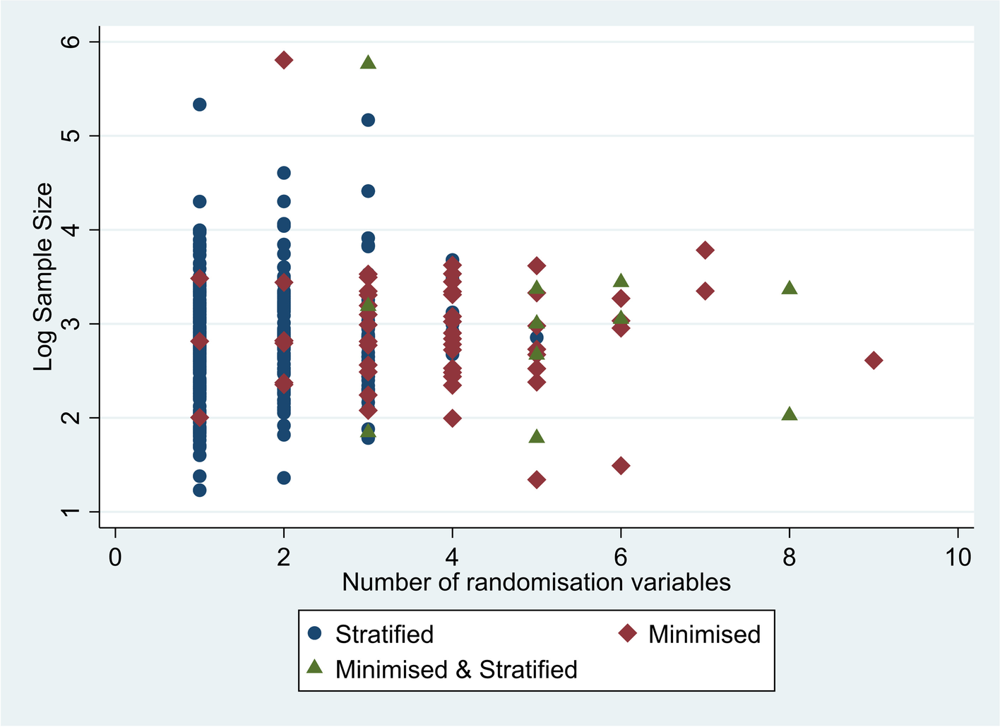 6
5
4
3
2
1
Log Sample Size
0 2 4 6 8 10
Number of randomisation variables
Stratified Minimised
Minimised & Stratified